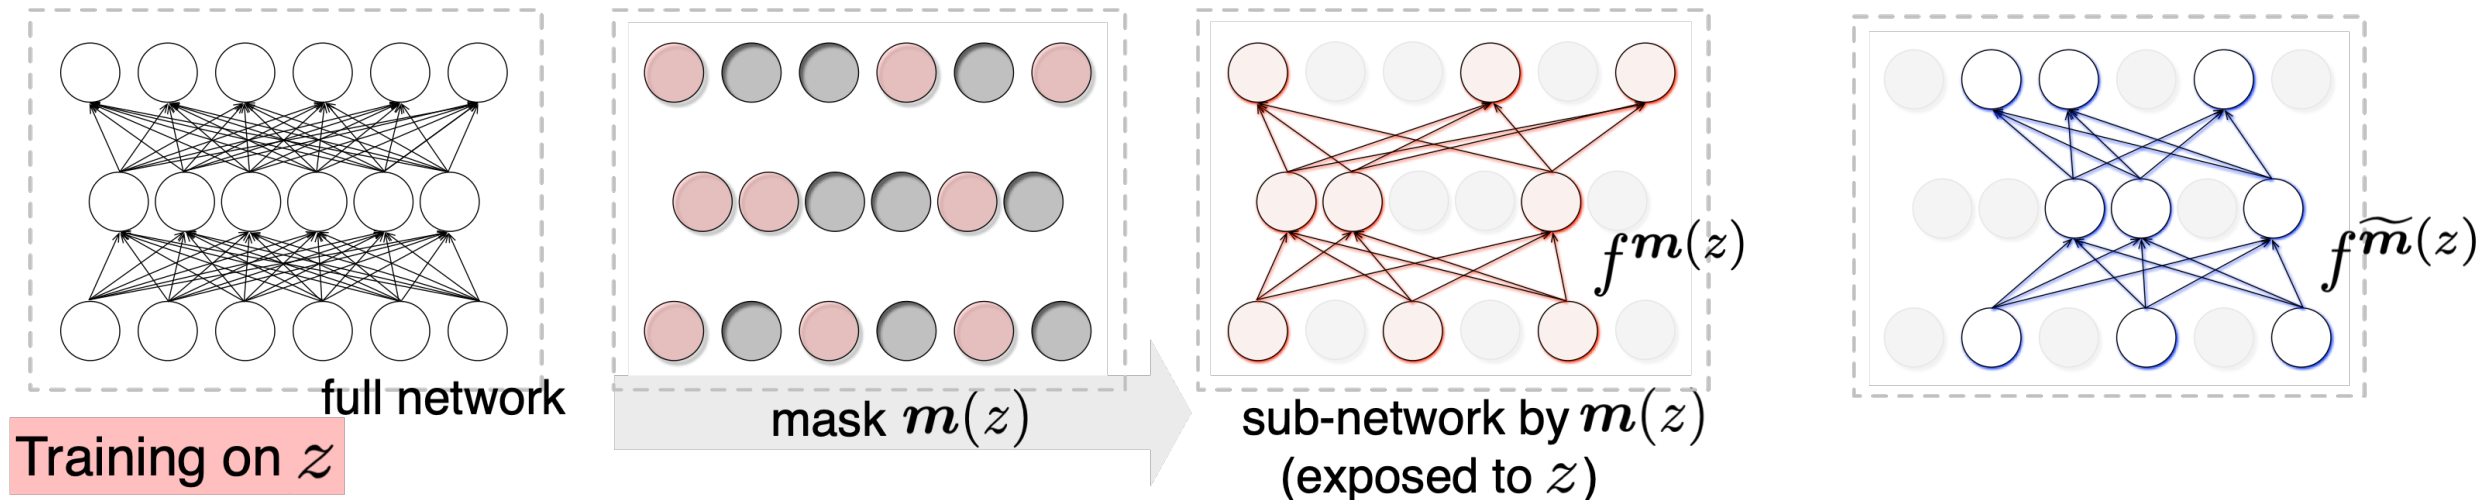 full network
Training on z
mask m(z)
f^m(z)
sub-network by m(z)
(exposed to z)
f^m̃(z)